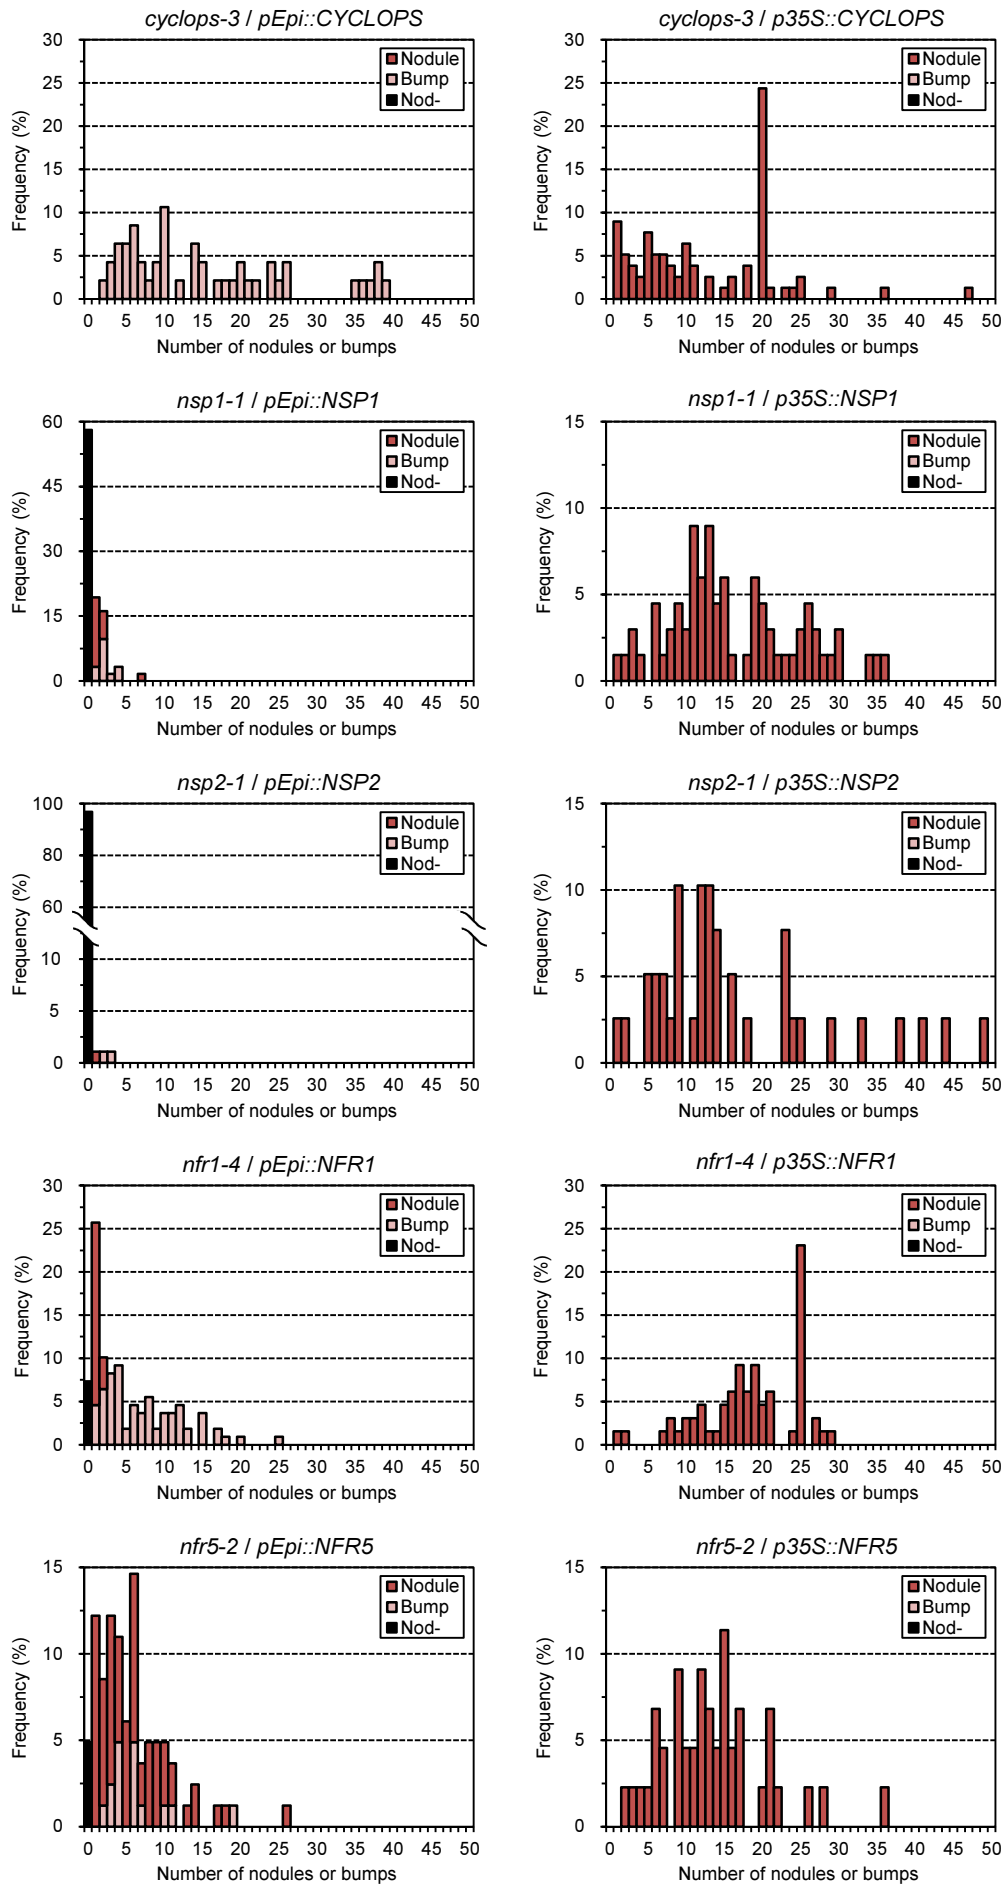 cyclops-3 / pEpi::CYCLOPS
30
25
20
15
10
5
0
Frequency (%)
Nodule
Bump
Nod-
0 5 10 15 20 25 30 35 40 45 50
Number of nodules or bumps
cyclops-3 / p35S::CYCLOPS
30
25
20
15
10
5
0
Frequency (%)
Nodule
Bump
Nod-
0 5 10 15 20 25 30 35 40 45 50
Number of nodules or bumps
nsp1-1 / pEpi::NSP1
60
45
30
15
0
Frequency (%)
Nodule
Bump
Nod-
0 5 10 15 20 25 30 35 40 45 50
Number of nodules or bumps
nsp1-1 / p35S::NSP1
15
10
5
0
Frequency (%)
Nodule
Bump
Nod-
0 5 10 15 20 25 30 35 40 45 50
Number of nodules or bumps
nsp2-1 / pEpi::NSP2
100
80
60
10
5
0
Frequency (%)
Nodule
Bump
Nod-
0 5 10 15 20 25 30 35 40 45 50
Number of nodules or bumps
nsp2-1 / p35S::NSP2
15
10
5
0
Frequency (%)
Nodule
Bump
Nod-
0 5 10 15 20 25 30 35 40 45 50
Number of nodules or bumps
nfr1-4 / pEpi::NFR1
30
25
20
15
10
5
0
Frequency (%)
Nodule
Bump
Nod-
0 5 10 15 20 25 30 35 40 45 50
Number of nodules or bumps
nfr1-4 / p35S::NFR1
30
25
20
15
10
5
0
Frequency (%)
Nodule
Bump
Nod-
0 5 10 15 20 25 30 35 40 45 50
Number of nodules or bumps
nfr5-2 / pEpi::NFR5
15
10
5
0
Frequency (%)
Nodule
Bump
Nod-
0 5 10 15 20 25 30 35 40 45 50
Number of nodules or bumps
nfr5-2 / p35S::NFR5
15
10
5
0
Frequency (%)
Nodule
Bump
Nod-
0 5 10 15 20 25 30 35 40 45 50
Number of nodules or bumps